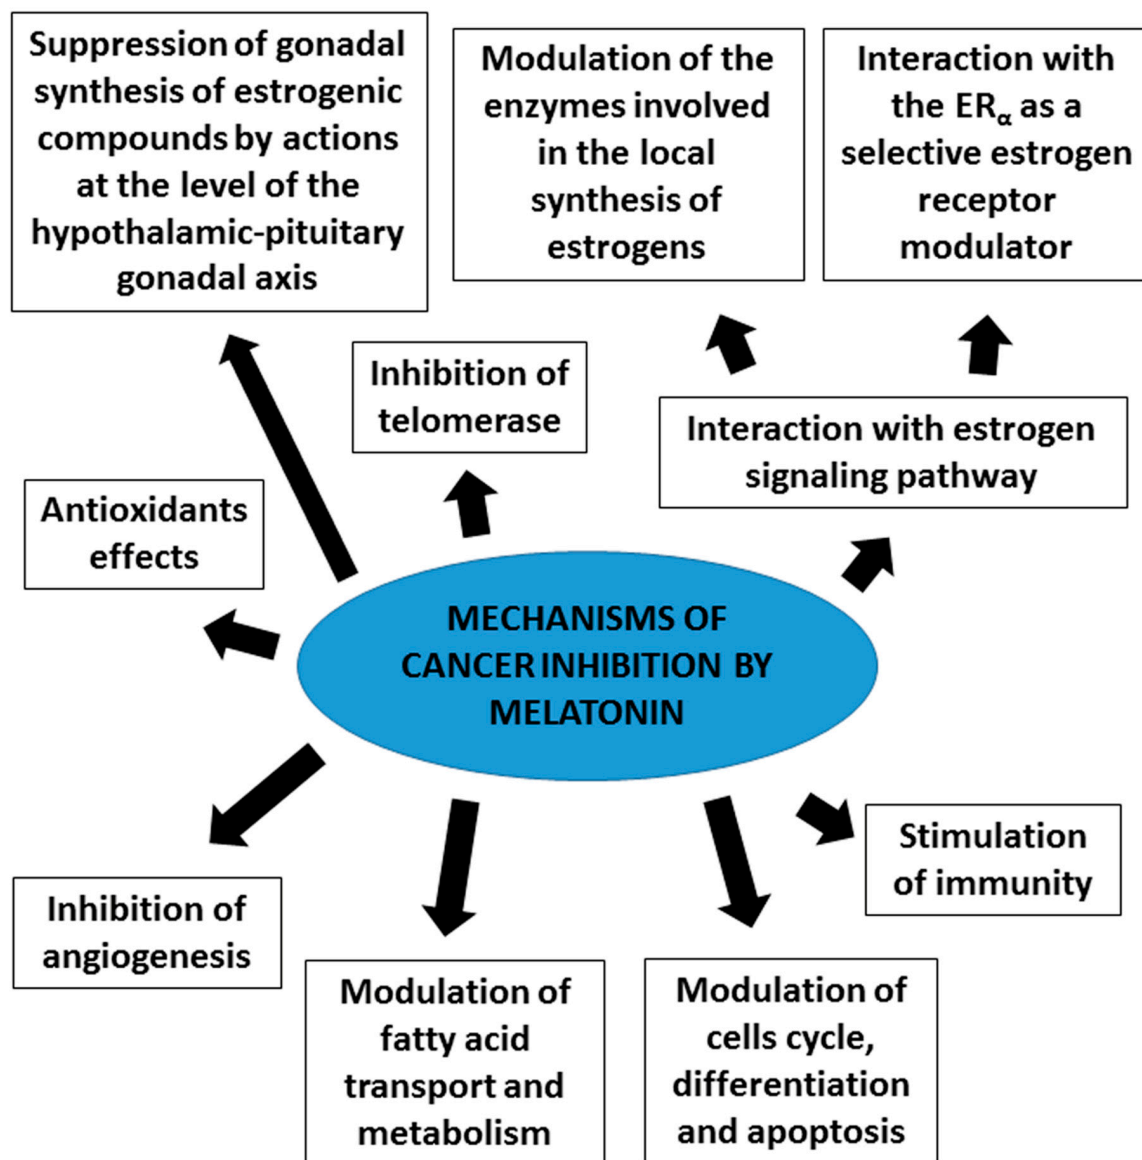 Suppression of gonadal
synthesis of estrogenic
compounds by actions
at the level of the
hypothalamic-pituitary
gonadal axis
Modulation of the
enzymes involved
in the local
synthesis of
estrogens
Interaction with
the ERα as a
selective estrogen
receptor
modulator
Inhibition of
telomerase
Interaction with estrogen
signaling pathway
Antioxidants
effects
MECHANISMS OF
CANCER INHIBITION BY
MELATONIN
Stimulation
of immunity
Inhibition of
angiogenesis
Modulation of
fatty acid
transport and
metabolism
Modulation of
cells cycle,
differentiation
and apoptosis